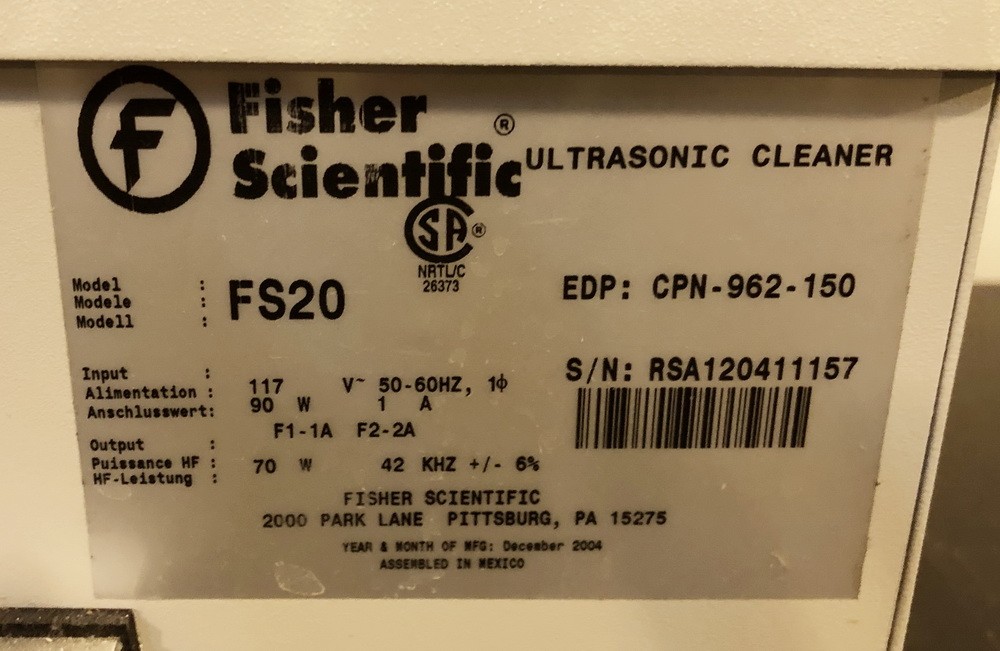 F Fisher Scientific ®
ULTRASONIC CLEANER
SA ®
NRTL/C
26373
Model :
Modele :
Modell :
FS20
EDP: CPN-962-150
S/N: RSA120411157
Input :
Alimentation :
Anschlusswert:
117 V~ 50-60HZ, 1ϕ
90 W 1 A
F1-1A F2-2A
Output :
Puissance HF :
HF-Leistung :
70 W 42 KHZ +/- 6%
FISHER SCIENTIFIC
2000 PARK LANE PITTSBURG, PA 15275
YEAR & MONTH OF MFG: December 2004
ASSEMBLED IN MEXICO